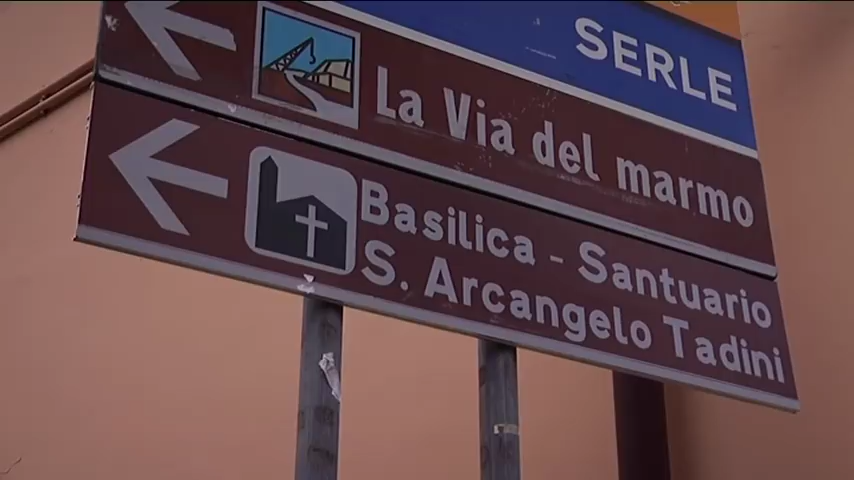 SERLE
La Via del marmo
Basilica - Santuario
S. Arcangelo Tadini